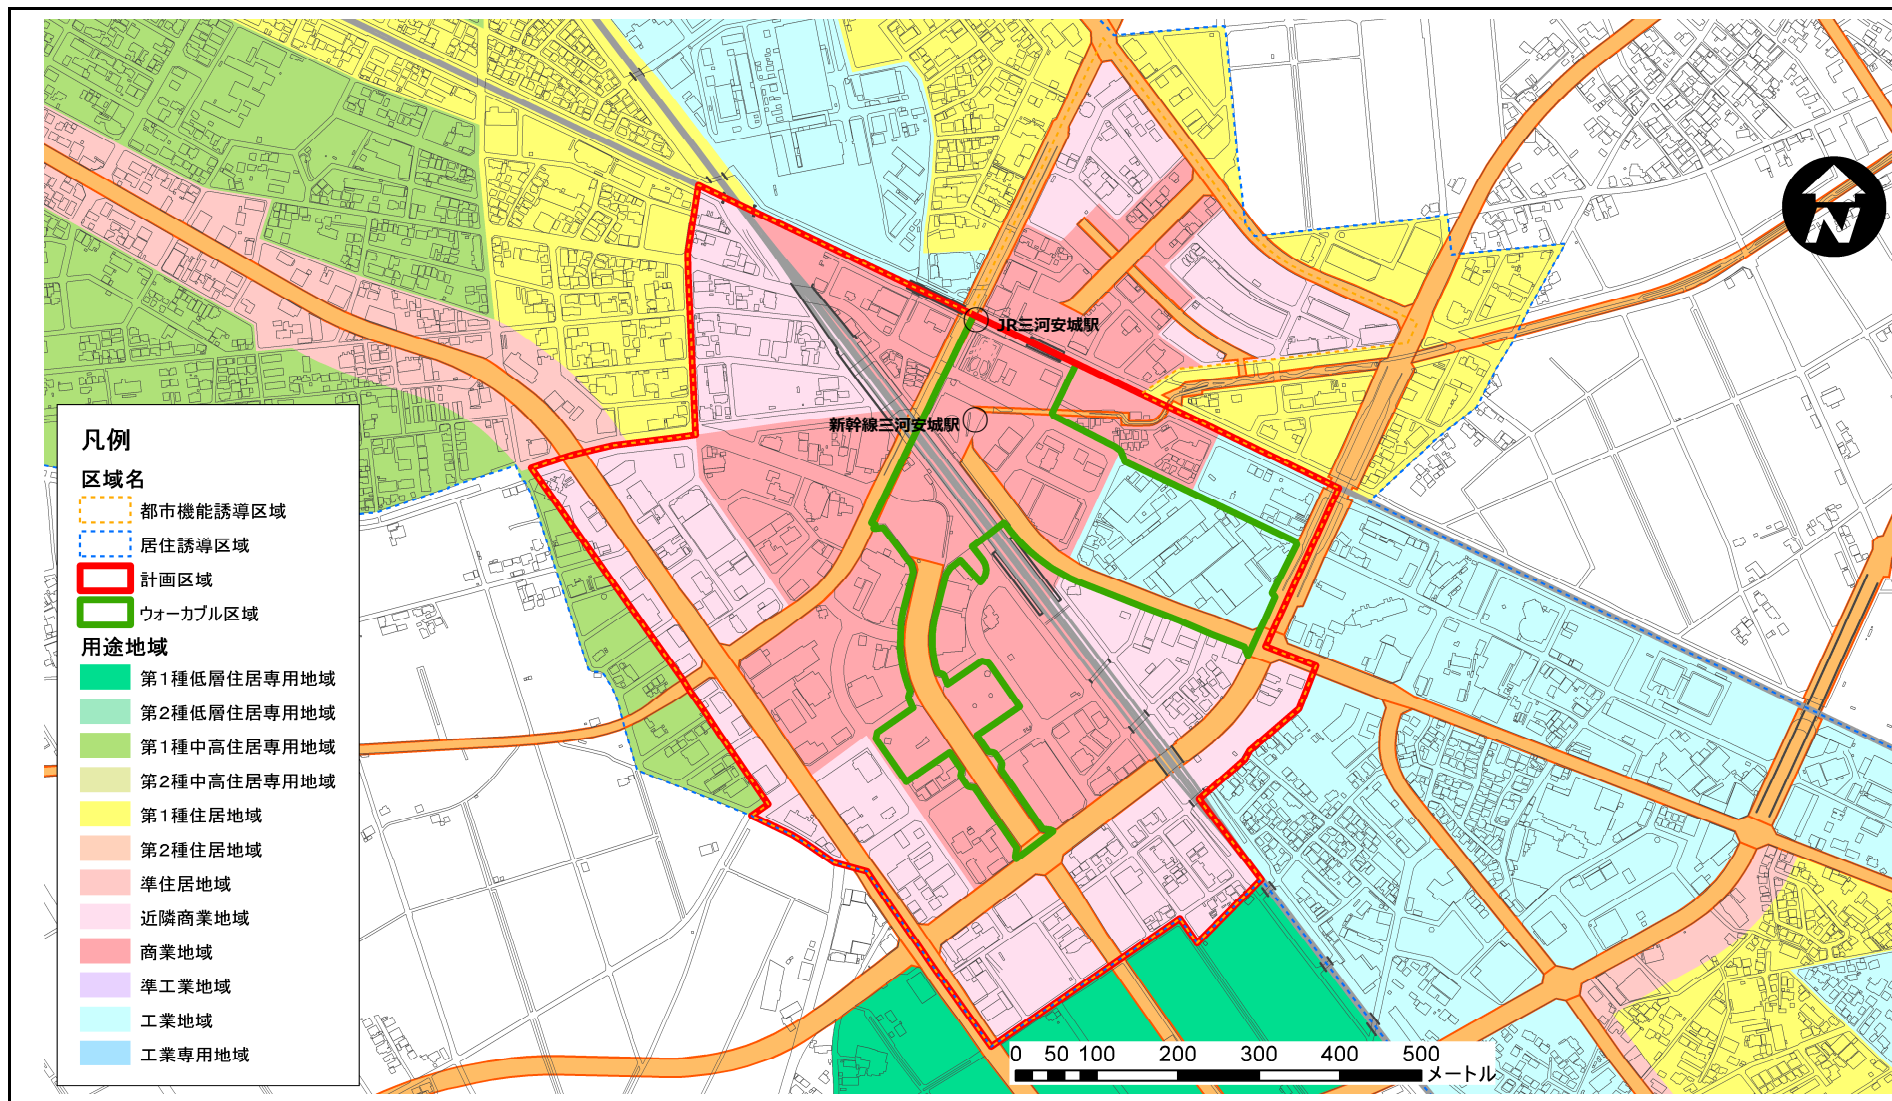 JR三河安城駅
新幹線三河安城駅
凡例
区域名
都市機能誘導区域
居住誘導区域
計画区域
ウォーカブル区域
用途地域
第1種低層住居専用地域
第2種低層住居専用地域
第1種中高住居専用地域
第2種中高住居専用地域
第1種住居地域
第2種住居地域
準住居地域
近隣商業地域
商業地域
準工業地域
工業地域
工業専用地域
N
0 50 100 200 300 400 500
メートル